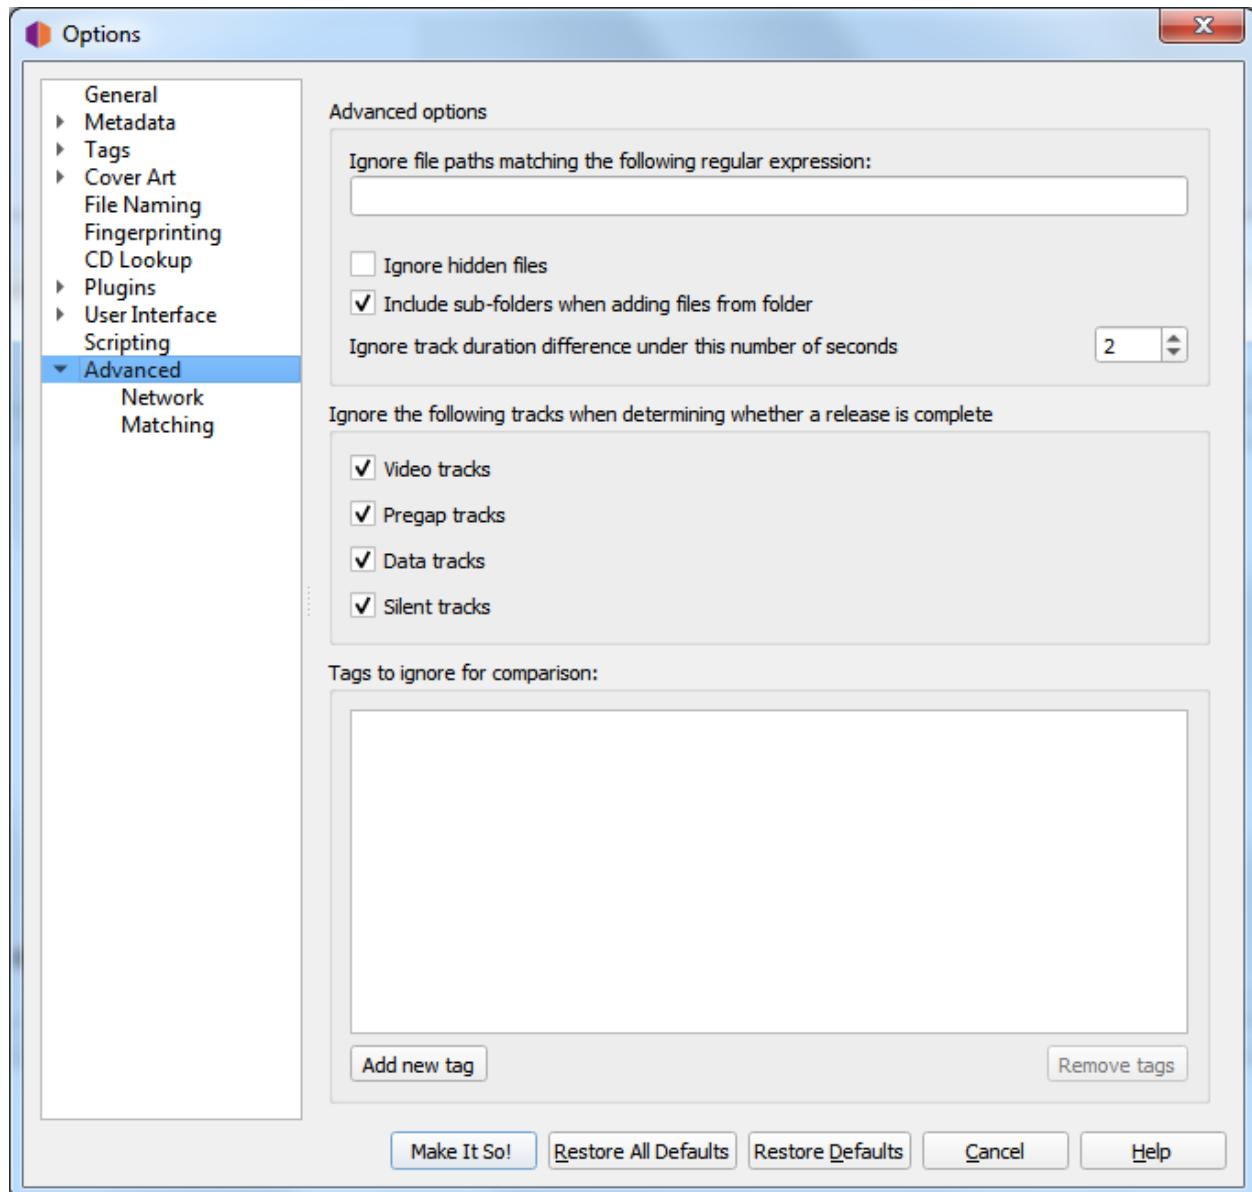 Options
General
Metadata
Tags
Cover Art
File Naming
Fingerprinting
CD Lookup
Plugins
User Interface
Scripting
Advanced
Network
Matching
Advanced options
Ignore file paths matching the following regular expression:
Ignore hidden files
Include sub-folders when adding files from folder
Ignore track duration difference under this number of seconds 2
Ignore the following tracks when determining whether a release is complete
Video tracks
Pregap tracks
Data tracks
Silent tracks
Tags to ignore for comparison:
Add new tag Remove tags
Make It So! Restore All Defaults Restore Defaults Cancel Help